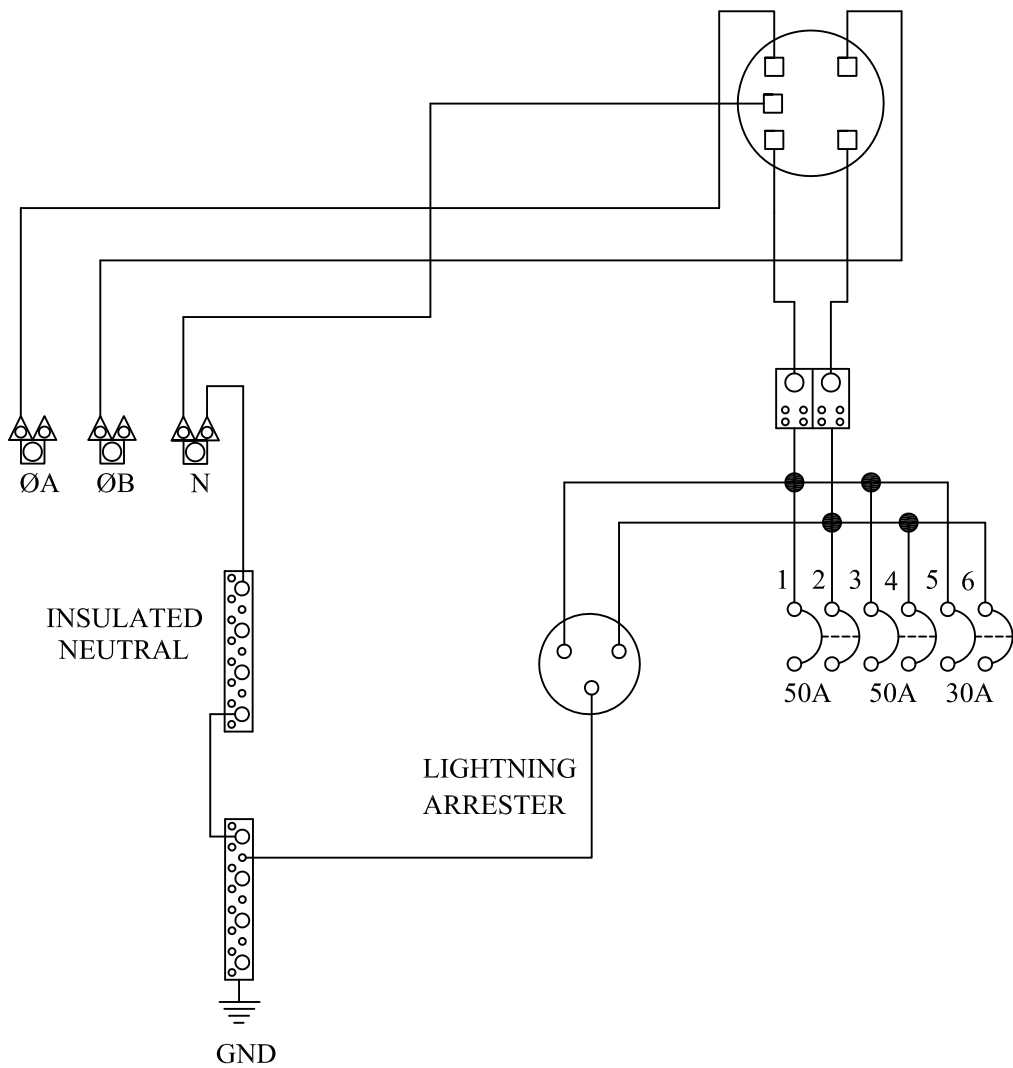 ØA ØB N
INSULATED
NEUTRAL
1 2 3 4 5 6
50A 50A 30A
LIGHTNING
ARRESTER
GND